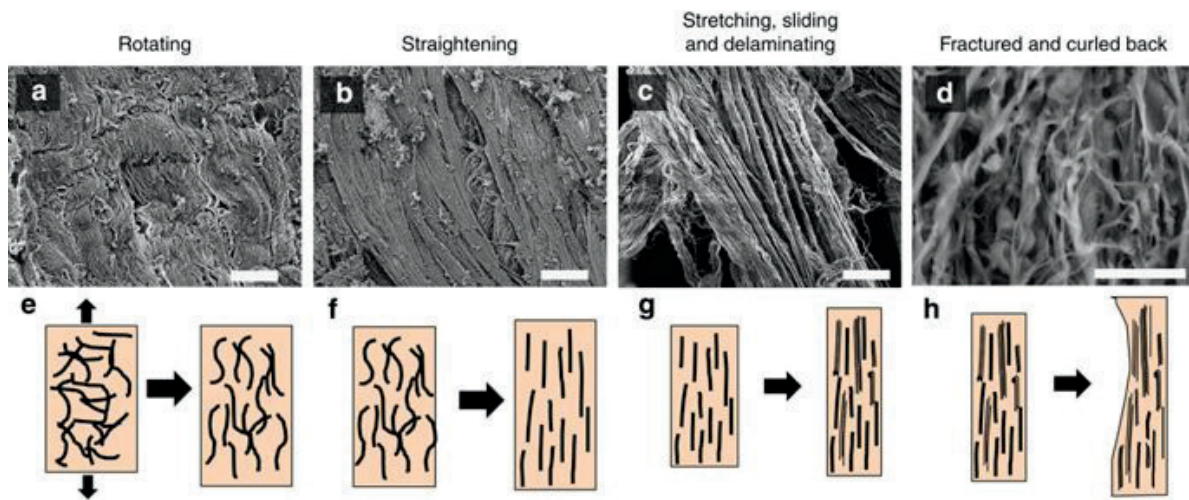 Rotating
Straightening
Stretching, sliding
and delaminating
Fractured and curled back
a
b
c
d
e
f
g
h